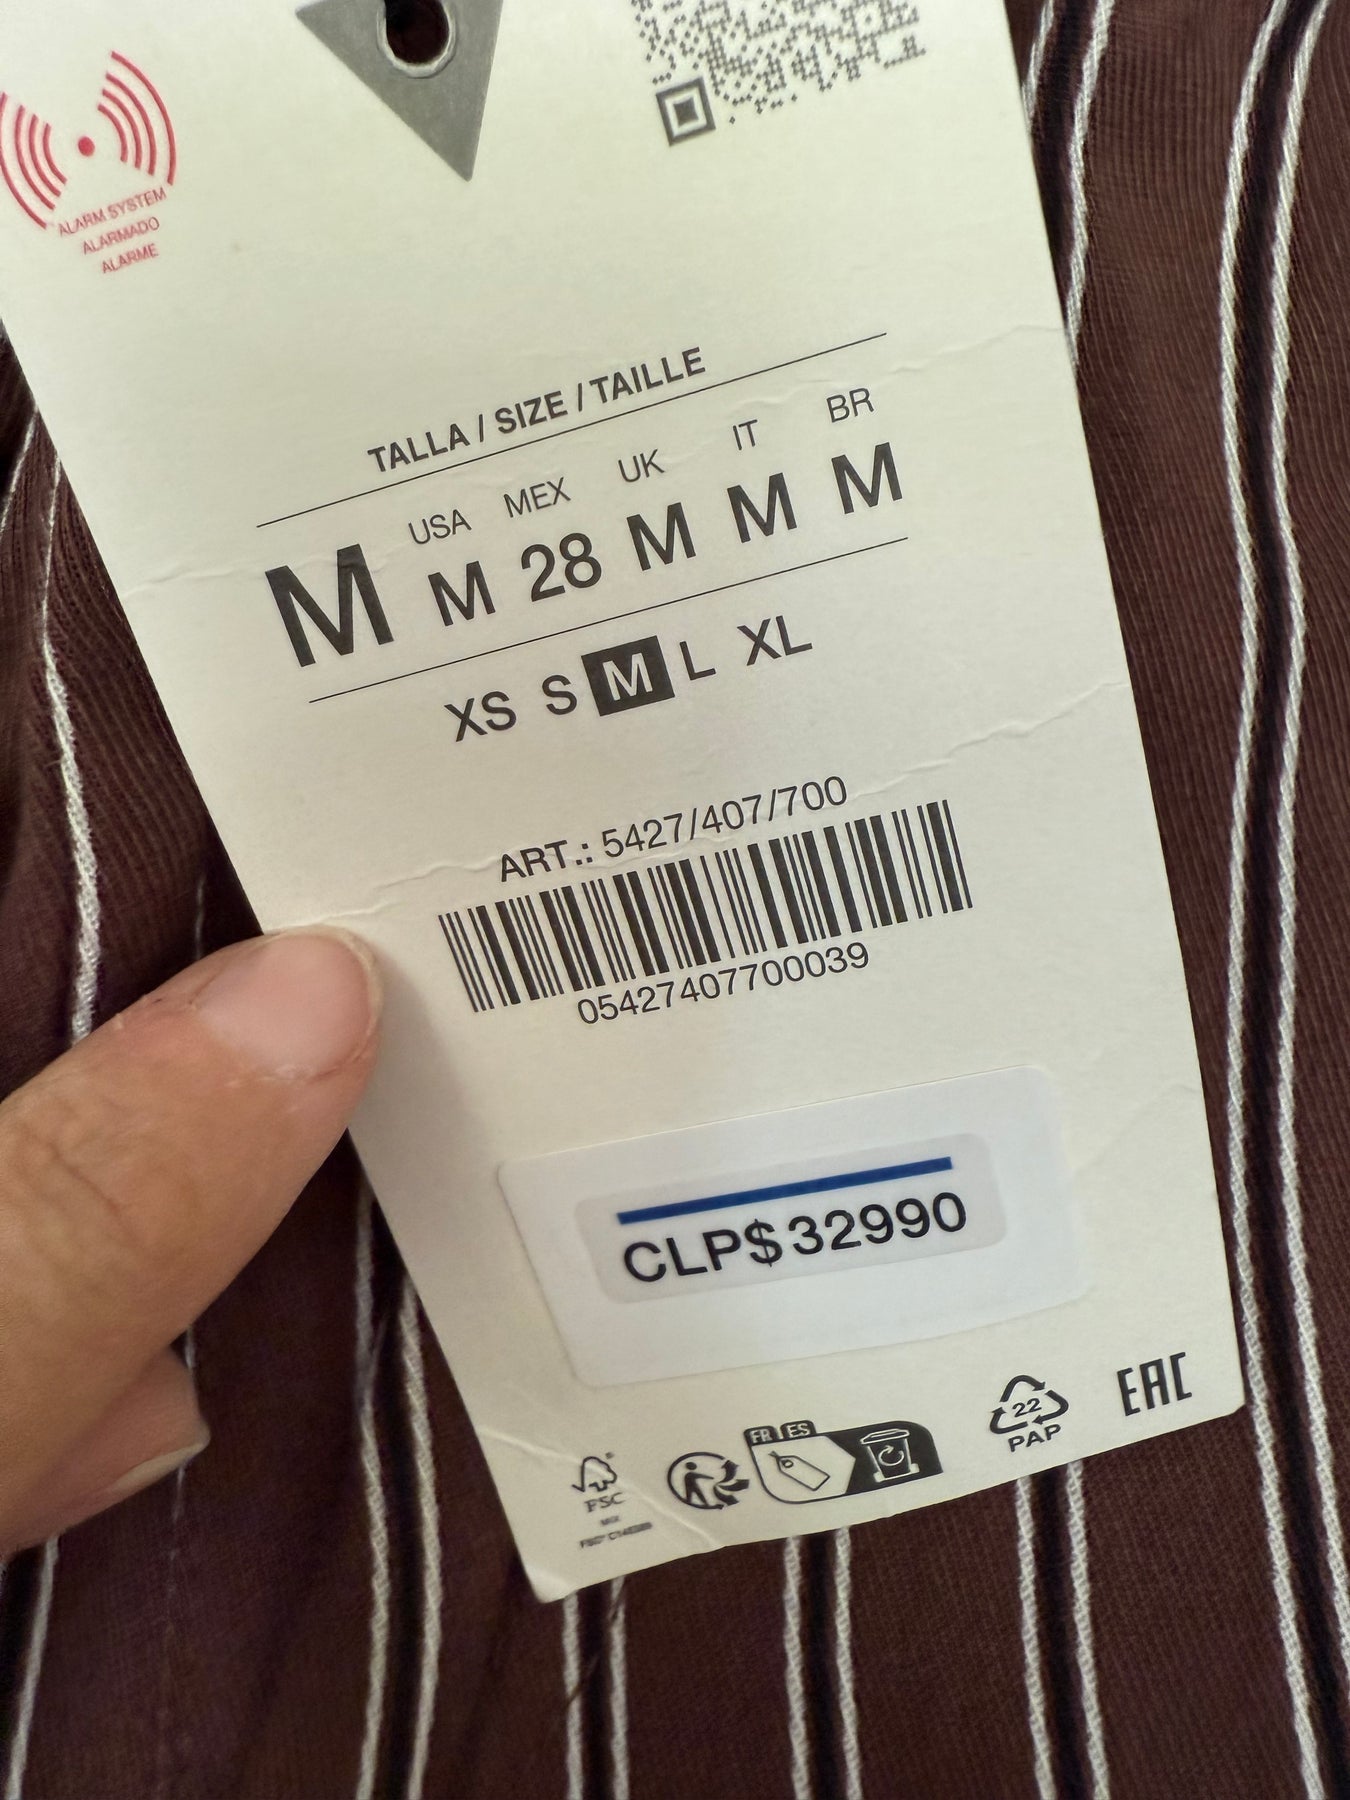 ALARM SYSTEM
ALARMADO
ALARME
TALLA / SIZE / TAILLE
USA MEX UK IT BR
M M 28 M M M
XS S M L XL
ART.: 5427/407/700
05427407700039
CLP$ 32990
FR ES
FSC®
MIX
22
PAP
EAC